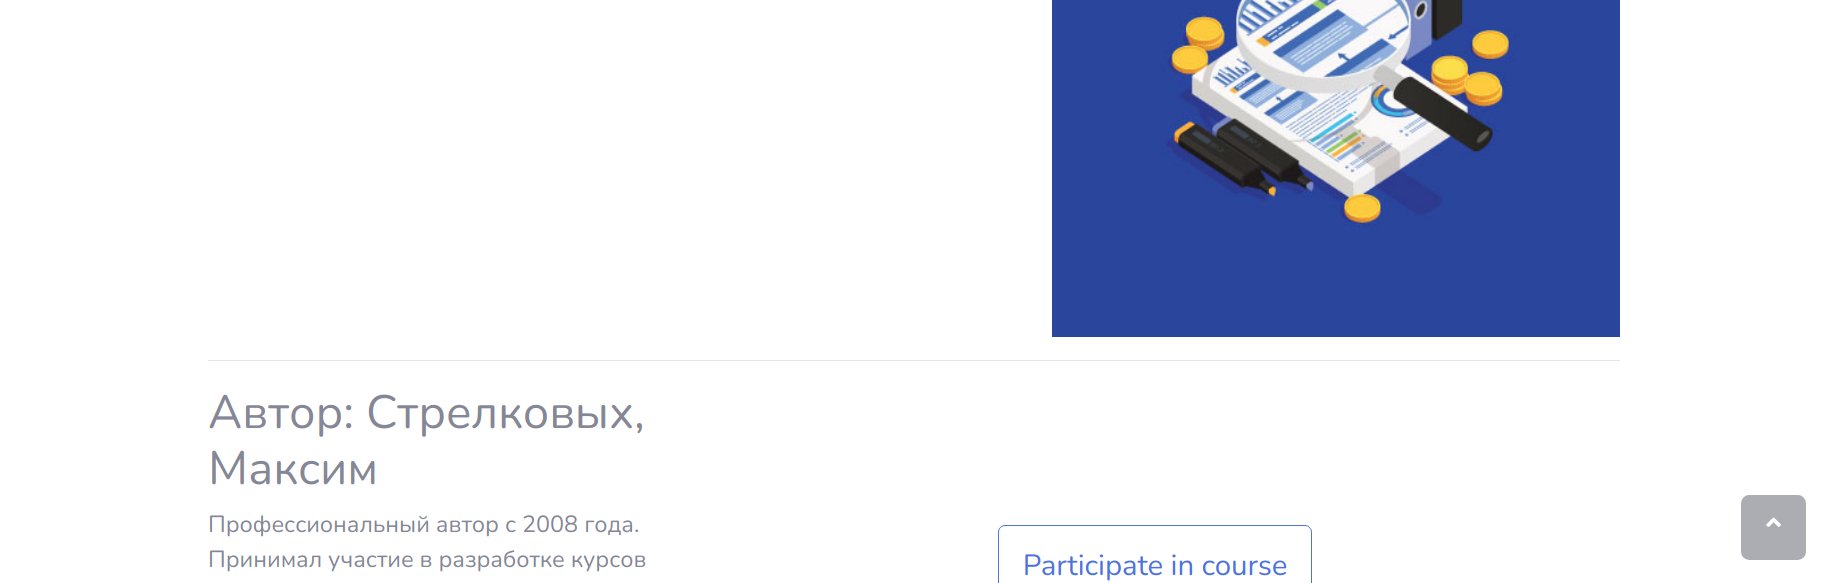 Автор: Стрелковых,
Максим
Профессиональный автор с 2008 года.
Принимал участие в разработке курсов
Participate in course